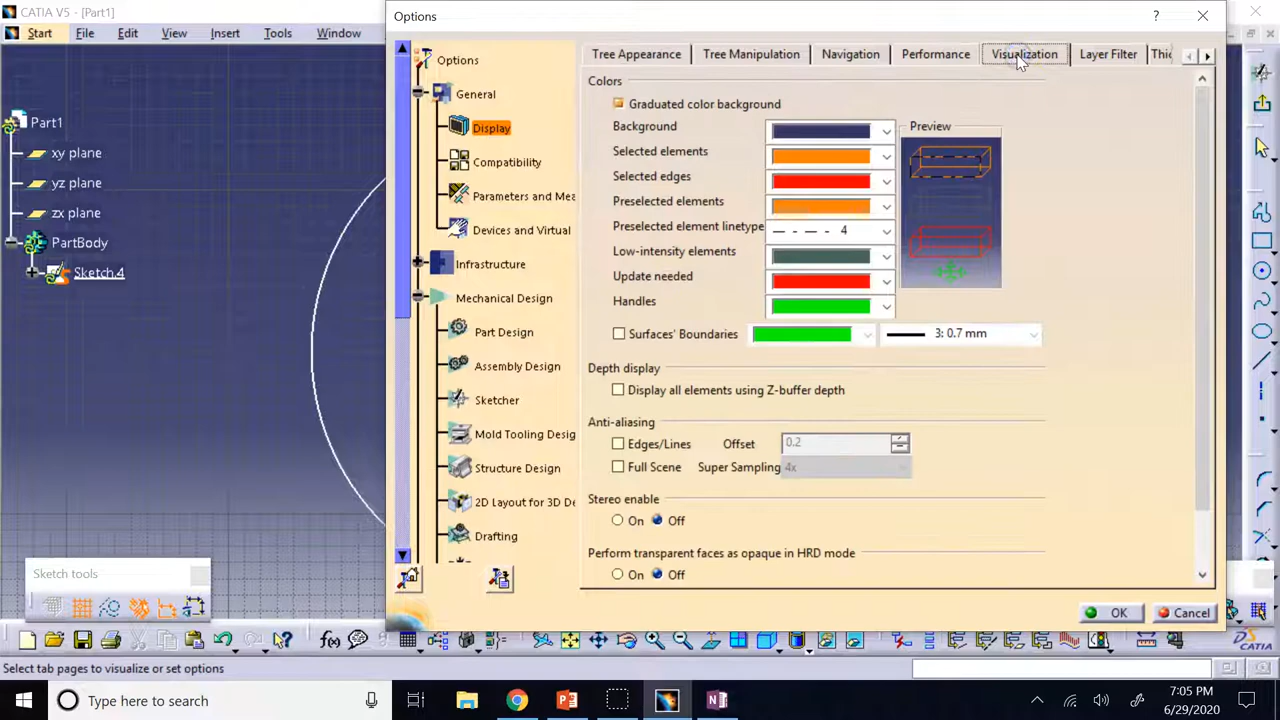 CATIA V5 - [Part1]
Start File Edit View Insert Tools Window
Part1
xy plane
yz plane
zx plane
PartBody
Sketch.4
Sketch tools
Options
?
Options
General
Display
Compatibility
Parameters and Mea
Devices and Virtual
Infrastructure
Mechanical Design
Part Design
Assembly Design
Sketcher
Mold Tooling Desig
Structure Design
2D Layout for 3D De
Drafting
Tree Appearance Tree Manipulation Navigation Performance Visualization Layer Filter Thic
Colors
Graduated color background
Background
Selected elements
Selected edges
Preselected elements
Preselected element linetype 4
Low-intensity elements
Update needed
Handles
Preview
Surfaces' Boundaries 3: 0.7 mm
Depth display
Display all elements using Z-buffer depth
Anti-aliasing
Edges/Lines Offset 0.2
Full Scene Super Sampling 4x
Stereo enable
On Off
Perform transparent faces as opaque in HRD mode
On Off
OK Cancel
f(x)
CATIA
Select tab pages to visualize or set options
Type here to search
7:05 PM
6/29/2020